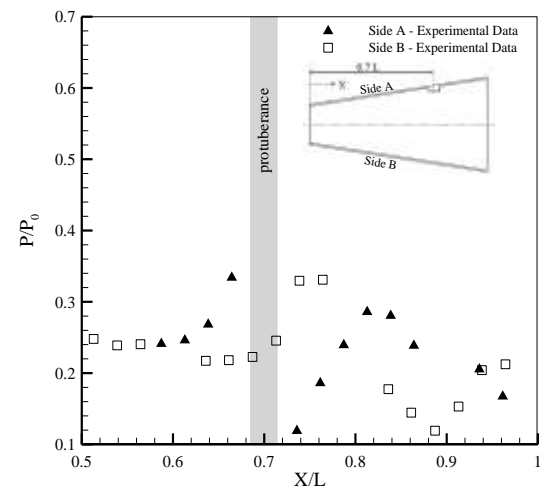 0.7
Side A - Experimental Data
Side B - Experimental Data
0.7 L
X
Side A
Side B
0.6
protuberance
0.5
P/P0
0.4
0.3
0.2
0.1
0.5
0.6
0.7
0.8
0.9
1
X/L